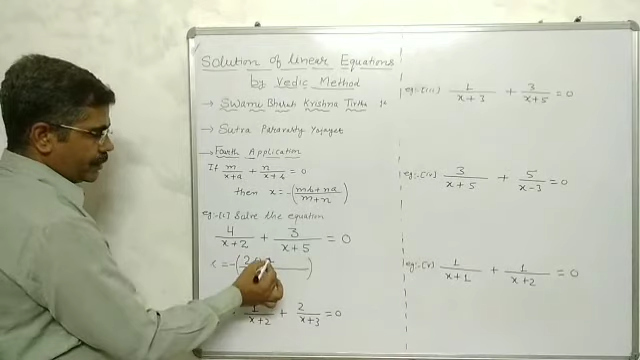 Solution of linear Equations
by Vedic Method
→ Swami Bharati Krishna Tirtha ji
→ Sutra Paravartya Yojayet
→ Fourth Application
If m/(x+a) + n/(x+b) = 0
then x = -((mb+na)/(m+n))
eg:-(i) Solve the equation
4/(x+2) + 3/(x+5) = 0
x = -(
1/(x+2) + 2/(x+3) = 0
eg:-(iii) 1/(x+3) + 3/(x+5) = 0
eg:-(iv) 3/(x+5) + 5/(x-3) = 0
eg:-(v) 1/(x+1) + 1/(x+2) = 0